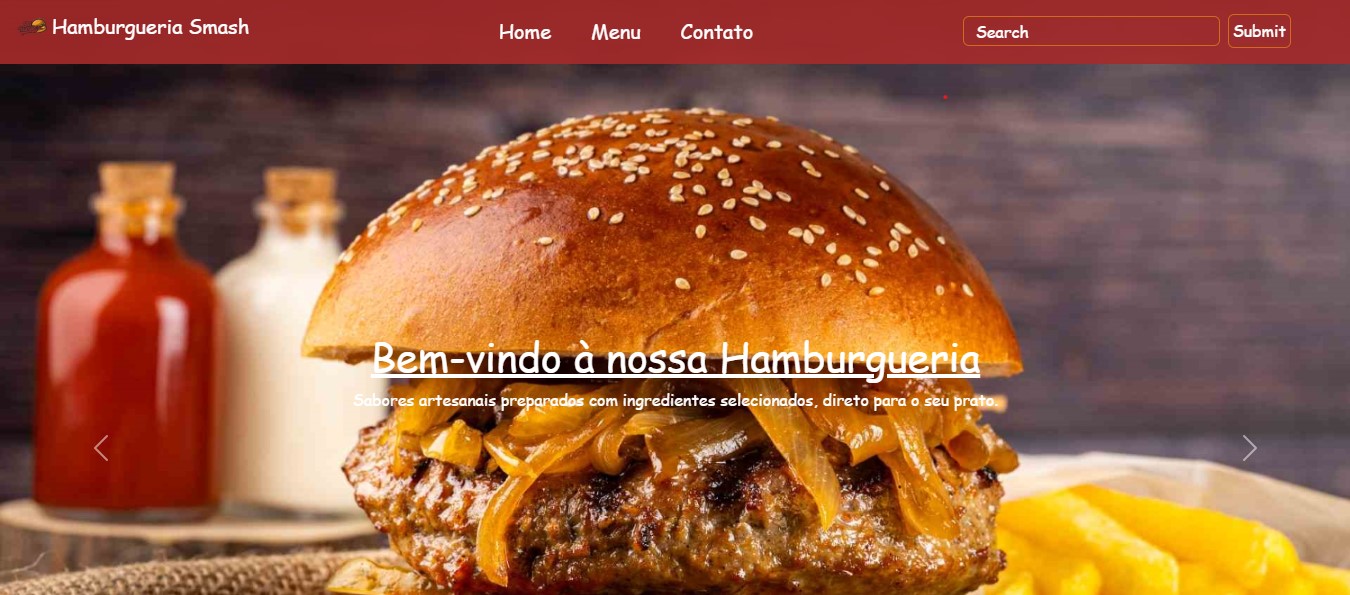 Hamburgueria Smash
Home Menu Contato
Search Submit
Bem-vindo à nossa Hamburgueria
Sabores artesanais preparados com ingredientes selecionados, direto para o seu prato.